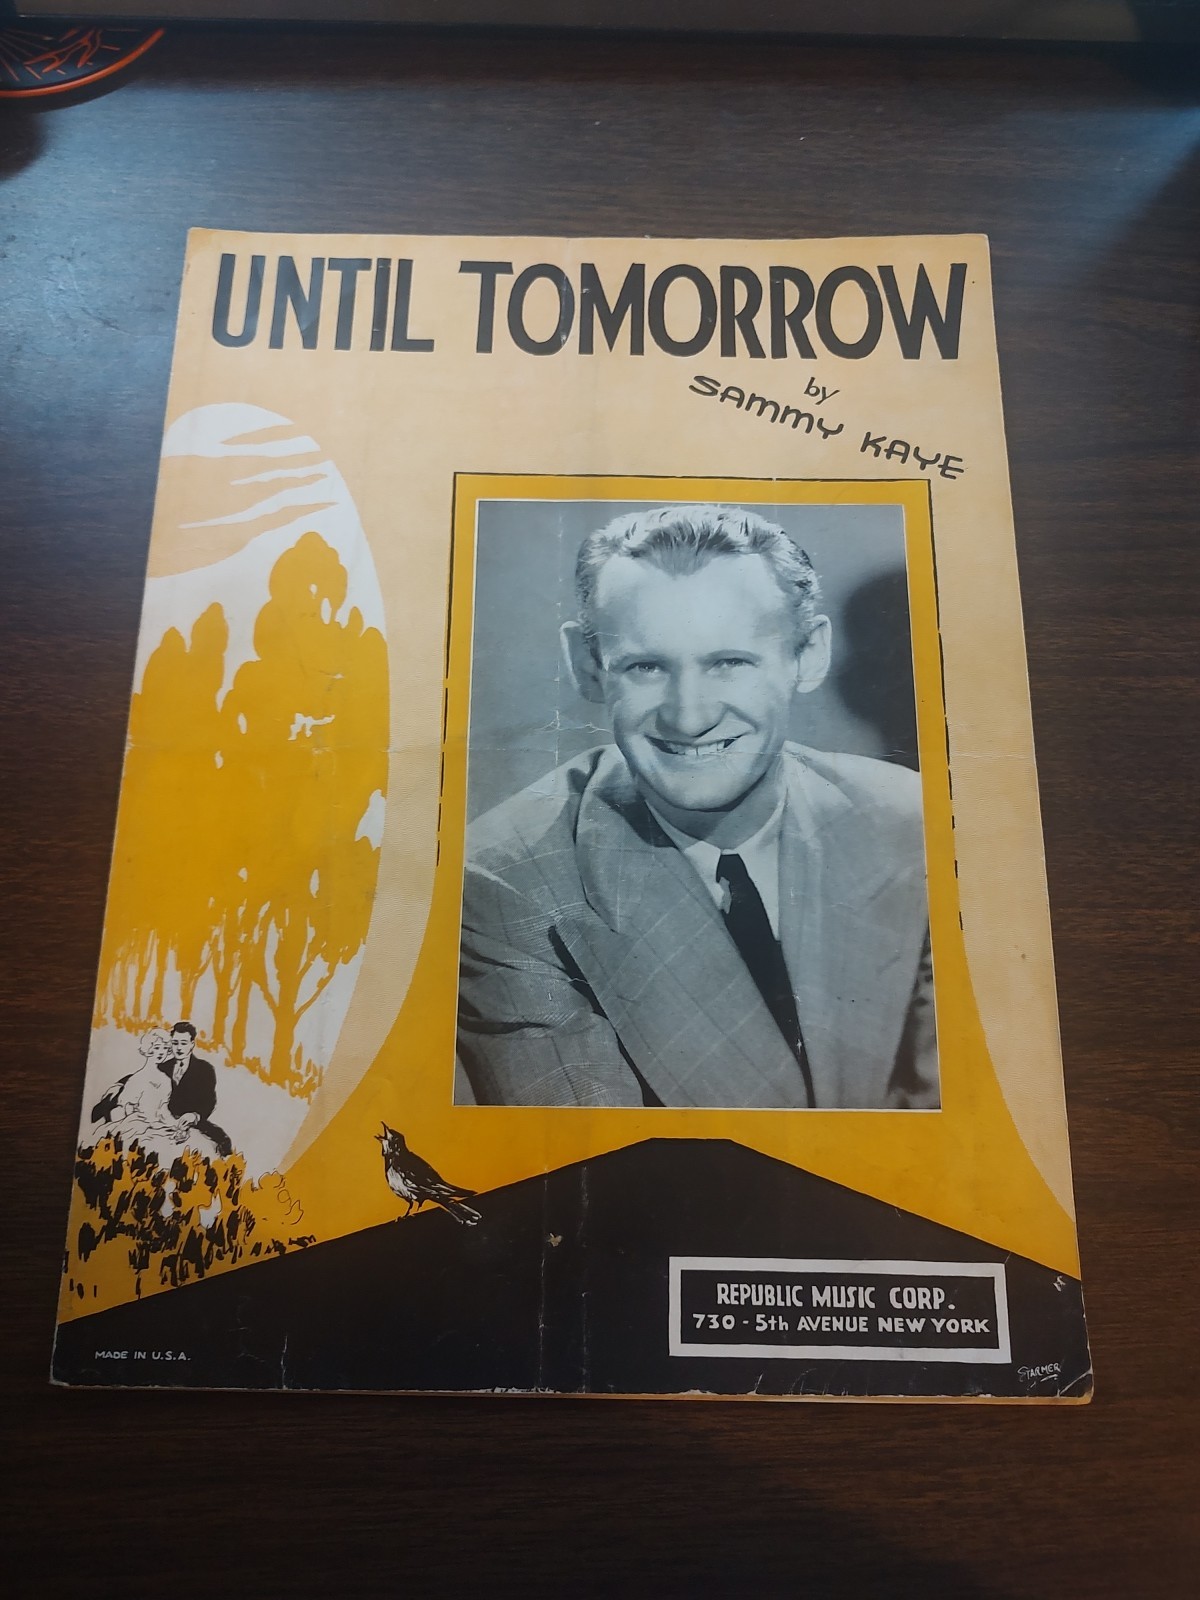 UNTIL TOMORROW
by
SAMMY KAYE
REPUBLIC MUSIC CORP.
730 - 5th AVENUE NEW YORK
MADE IN U.S.A.
STARMER